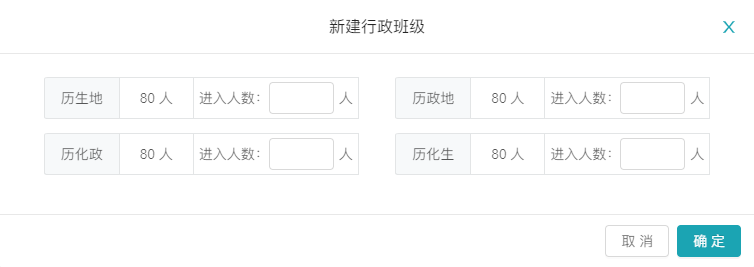 新建行政班级 X
历生地 80 人 进入人数： 人 历政地 80 人 进入人数： 人
历化政 80 人 进入人数： 人 历化生 80 人 进入人数： 人
取 消 确 定